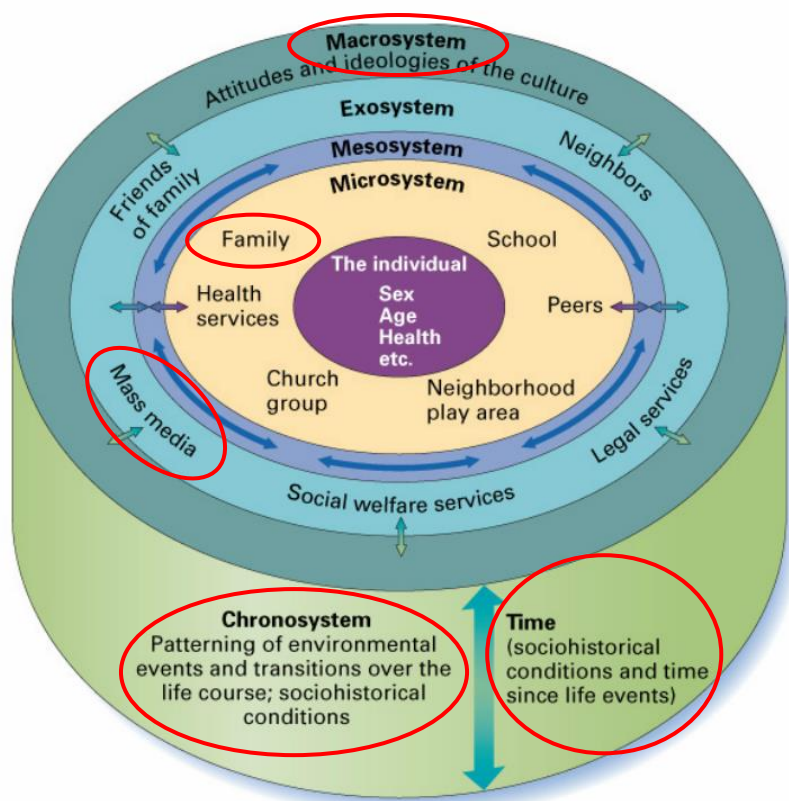 Macrosystem
Attitudes and ideologies of the culture
Exosystem
Mesosystem
Microsystem
Friends
of family
Neighbors
Family
School
The individual
Sex
Age
Health
etc.
Health
services
Peers
Church
group
Neighborhood
play area
Mass media
Legal services
Social welfare services
Chronosystem
Patterning of environmental
events and transitions over the
life course; sociohistorical
conditions
Time
(sociohistorical
conditions and time
since life events)